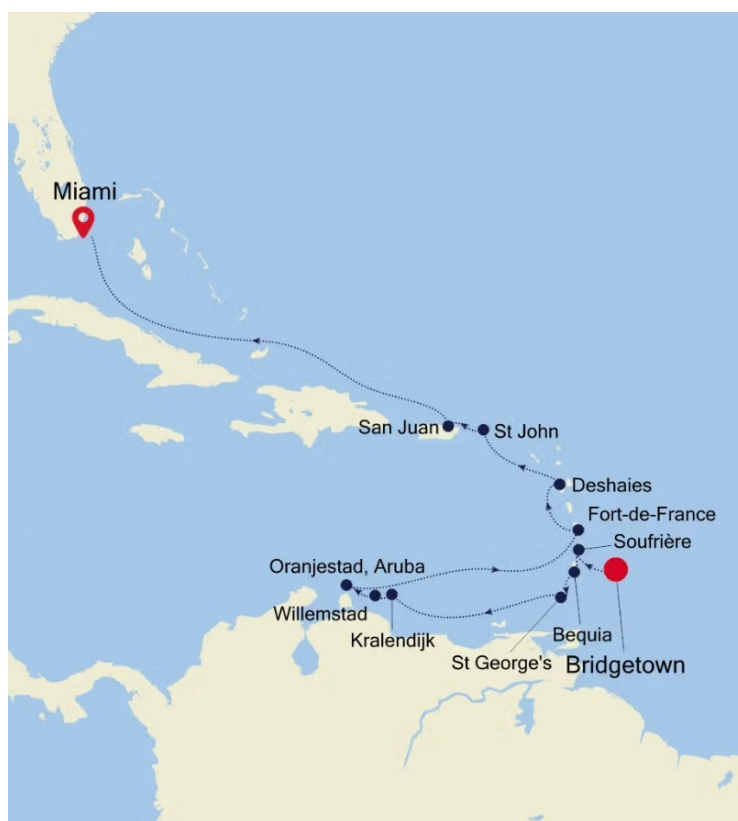 Miami
San Juan
St John
Deshaies
Fort-de-France
Soufrière
Oranjestad, Aruba
Willemstad
Kralendijk
Bequia
St George's
Bridgetown